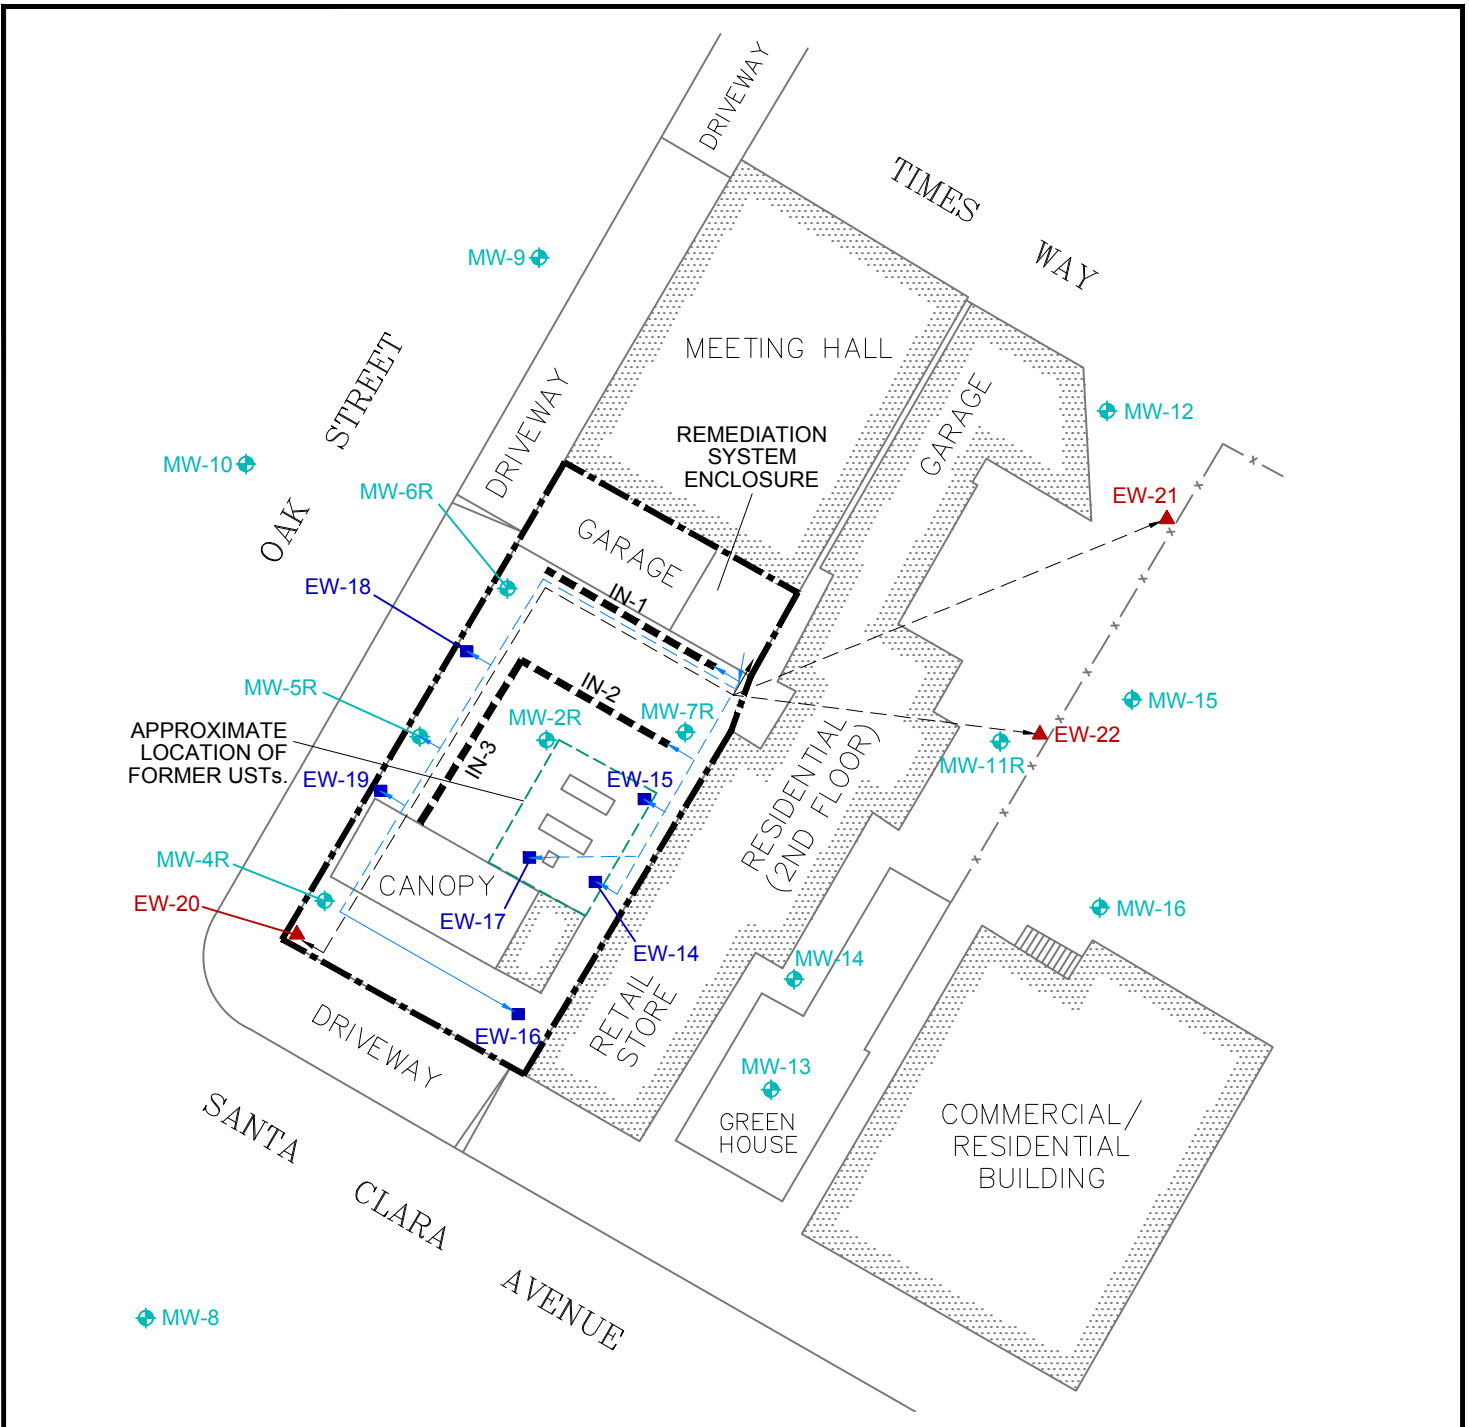 DRIVEWAY
TIMES
WAY
MW-9
OAK
STREET
MEETING HALL
DRIVEWAY
GARAGE
MW-12
REMEDIATION
SYSTEM
ENCLOSURE
MW-10
MW-6R
EW-21
GARAGE
EW-18
IN-1
MW-5R
IN-2
MW-15
MW-2R
MW-7R
APPROXIMATE
LOCATION OF
FORMER USTs.
IN-3
EW-22
MW-11R
EW-19
EW-15
RESIDENTIAL
(2ND FLOOR)
MW-4R
CANOPY
EW-20
EW-17
MW-16
EW-14
MW-14
RETAIL
STORE
EW-16
DRIVEWAY
MW-13
GREEN
HOUSE
COMMERCIAL/
RESIDENTIAL
BUILDING
SANTA
CLARA
AVENUE
MW-8